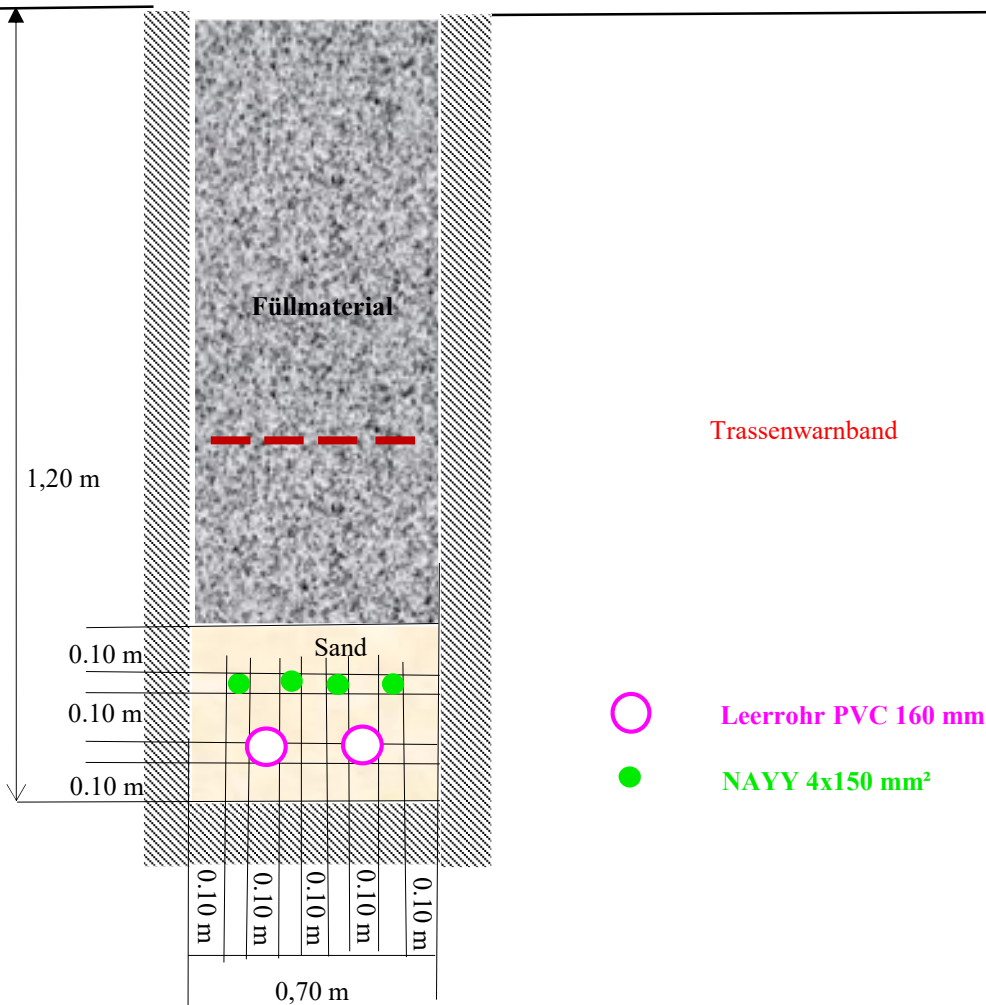 Füllmaterial
Trassenwarnband
1,20 m
Sand
0.10 m
0.10 m
0.10 m
Leerrohr PVC 160 mm
NAYY 4x150 mm²
0.10 m
0.10 m
0.10 m
0.10 m
0.10 m
0,70 m